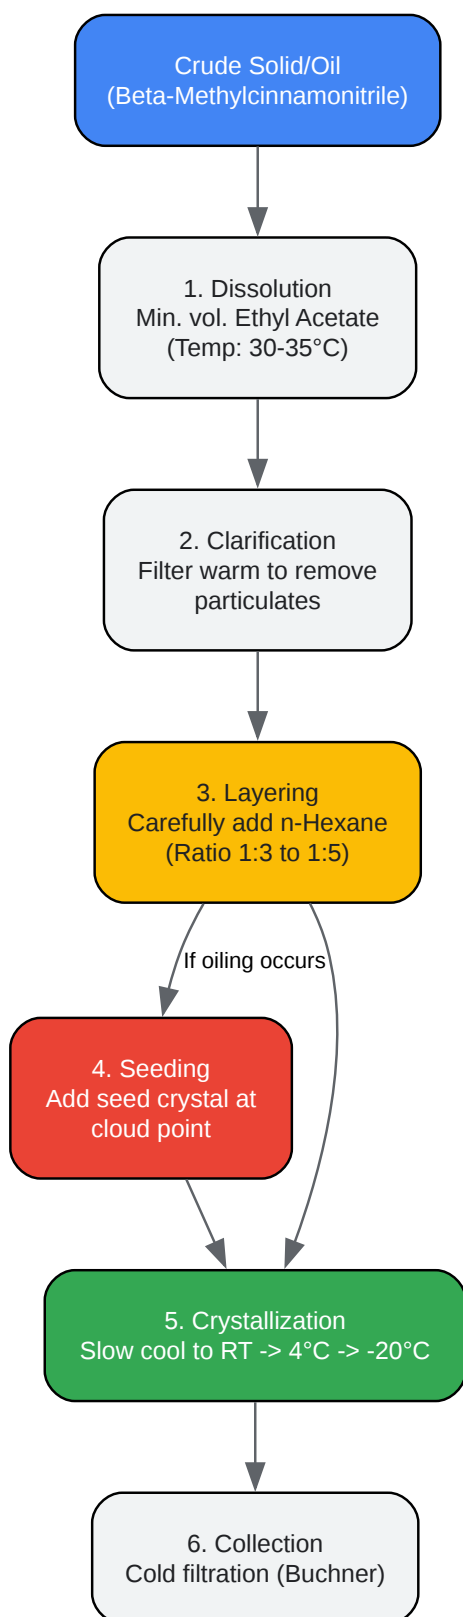 Crude Solid/Oil
(Beta-Methylcinnamonitrile)
1. Dissolution
Min. vol. Ethyl Acetate
(Temp: 30-35°C)
2. Clarification
Filter warm to remove
particulates
3. Layering
Carefully add n-Hexane
(Ratio 1:3 to 1:5)
If oiling occurs
4. Seeding
Add seed crystal at
cloud point
5. Crystallization
Slow cool to RT -> 4°C -> -20°C
6. Collection
Cold filtration (Buchner)